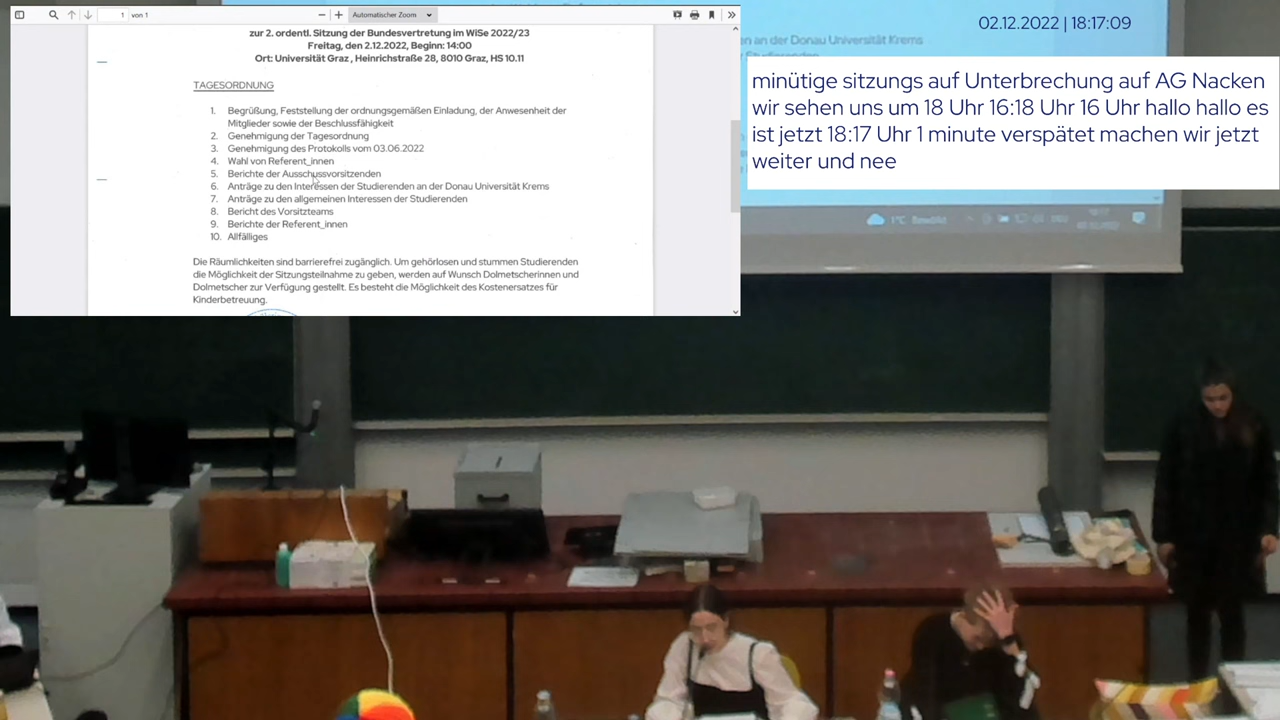 1 von 1
Automatischer Zoom
zur 2. ordentl. Sitzung der Bundesvertretung im WiSe 2022/23
Freitag, den 2.12.2022, Beginn: 14:00
Ort: Universität Graz , Heinrichstraße 28, 8010 Graz, HS 10.11
TAGESORDNUNG
1. Begrüßung, Feststellung der ordnungsgemäßen Einladung, der Anwesenheit der
Mitglieder sowie der Beschlussfähigkeit
2. Genehmigung der Tagesordnung
3. Genehmigung des Protokolls vom 03.06.2022
4. Wahl von Referent_innen
5. Berichte der Ausschussvorsitzenden
6. Anträge zu den Interessen der Studierenden an der Donau Universität Krems
7. Anträge zu den allgemeinen Interessen der Studierenden
8. Bericht des Vorsitzteams
9. Berichte der Referent_innen
10. Allfälliges
Die Räumlichkeiten sind barrierefrei zugänglich. Um gehörlosen und stummen Studierenden
die Möglichkeit der Sitzungsteilnahme zu geben, werden auf Wunsch Dolmetscherinnen und
Dolmetscher zur Verfügung gestellt. Es besteht die Möglichkeit des Kostenersatzes für
Kinderbetreuung.
02.12.2022 | 18:17:09
an der Donau Universität Krems
minütige sitzungs auf Unterbrechung auf AG Nacken
wir sehen uns um 18 Uhr 16:18 Uhr 16 Uhr hallo hallo es
ist jetzt 18:17 Uhr 1 minute verspätet machen wir jetzt
weiter und nee
1°C